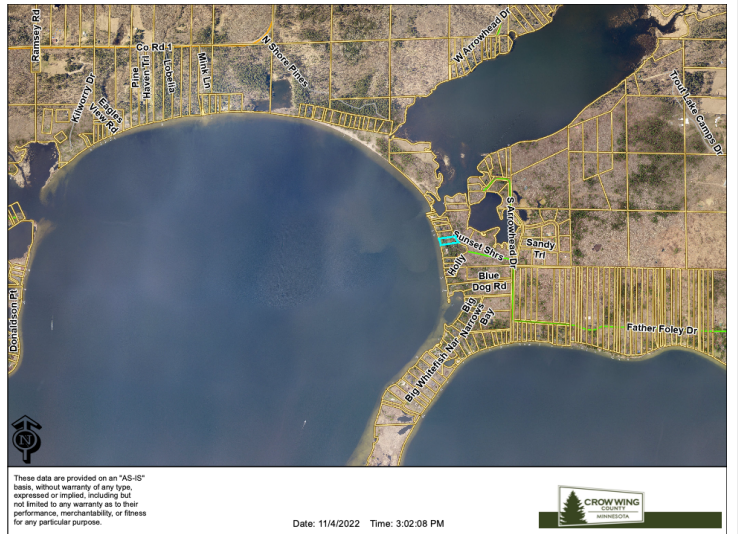 Ramsey Rd
Co Rd 1
N Shore Pines
W Arrowhead Dr
Kilworry Dr
Eagles
View Rd
Pine
Haven Trl
Lobelia
Mink Ln
Trout Lake Camps Dr
S Arrowhead Dr
Sunset Shrs
Sandy
Trl
Holly
Blue
Dog Rd
Big
Narrows
Bay
Big Whitefish Nar
Father Foley Dr
Donaldson Pt
N
These data are provided on an "AS-IS"
basis, without warranty of any type,
expressed or implied, including but
not limited to any warranty as to their
performance, merchantability, or fitness
for any particular purpose.
Date: 11/4/2022 Time: 3:02:08 PM
CROW WING
COUNTY
MINNESOTA